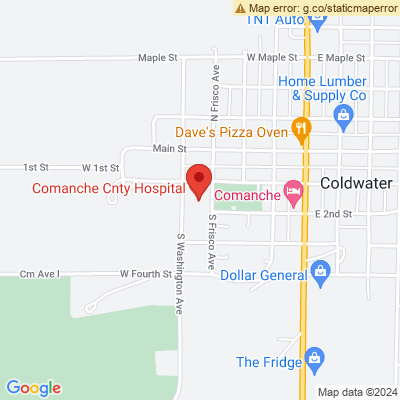 Map error: g.co/staticmaperror
TNT Auto
Maple St
W Maple St
E Maple St
N Frisco Ave
Home Lumber
& Supply Co
Dave's Pizza Oven
Main St
1st St
W 1st St
Comanche Cnty Hospital
Comanche
Coldwater
E 2nd St
S Washington Ave
S Frisco Ave
Cm Ave I
W Fourth St
Dollar General
The Fridge
Google
Map data ©2024